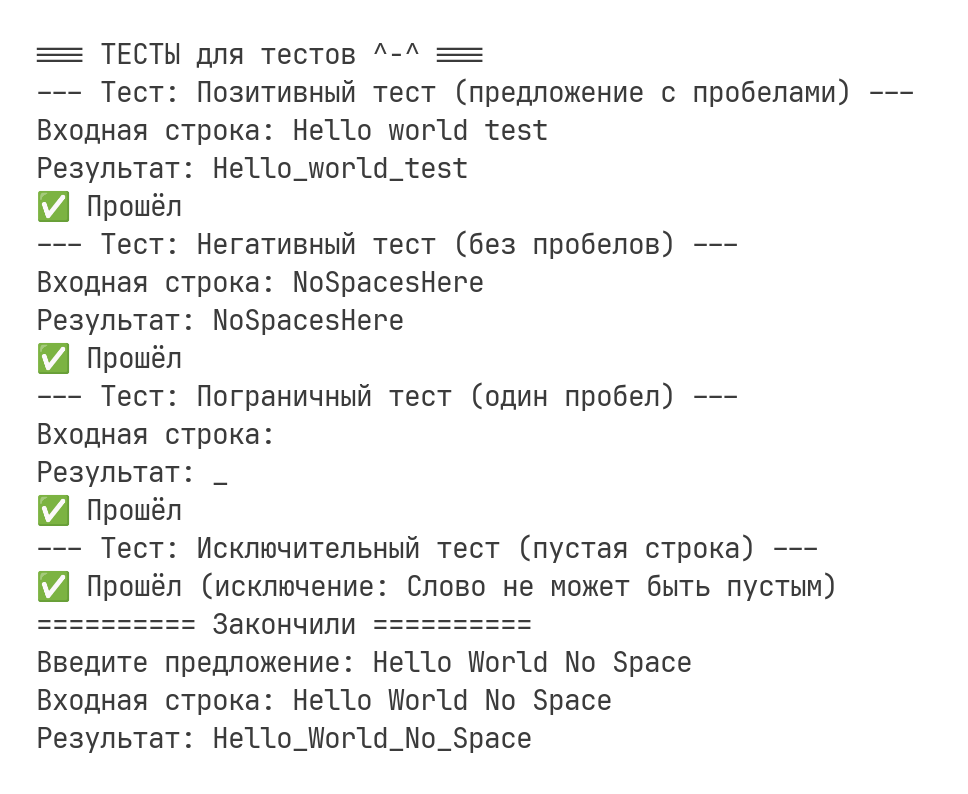 === ТЕСТЫ для тестов ^-^ ===
--- Тест: Позитивный тест (предложение с пробелами) ---
Входная строка: Hello world test
Результат: Hello_world_test
✅ Прошёл
--- Тест: Негативный тест (без пробелов) ---
Входная строка: NoSpacesHere
Результат: NoSpacesHere
✅ Прошёл
--- Тест: Пограничный тест (один пробел) ---
Входная строка:
Результат: _
✅ Прошёл
--- Тест: Исключительный тест (пустая строка) ---
✅ Прошёл (исключение: Слово не может быть пустым)
========== Закончили ==========
Введите предложение: Hello World No Space
Входная строка: Hello World No Space
Результат: Hello_World_No_Space